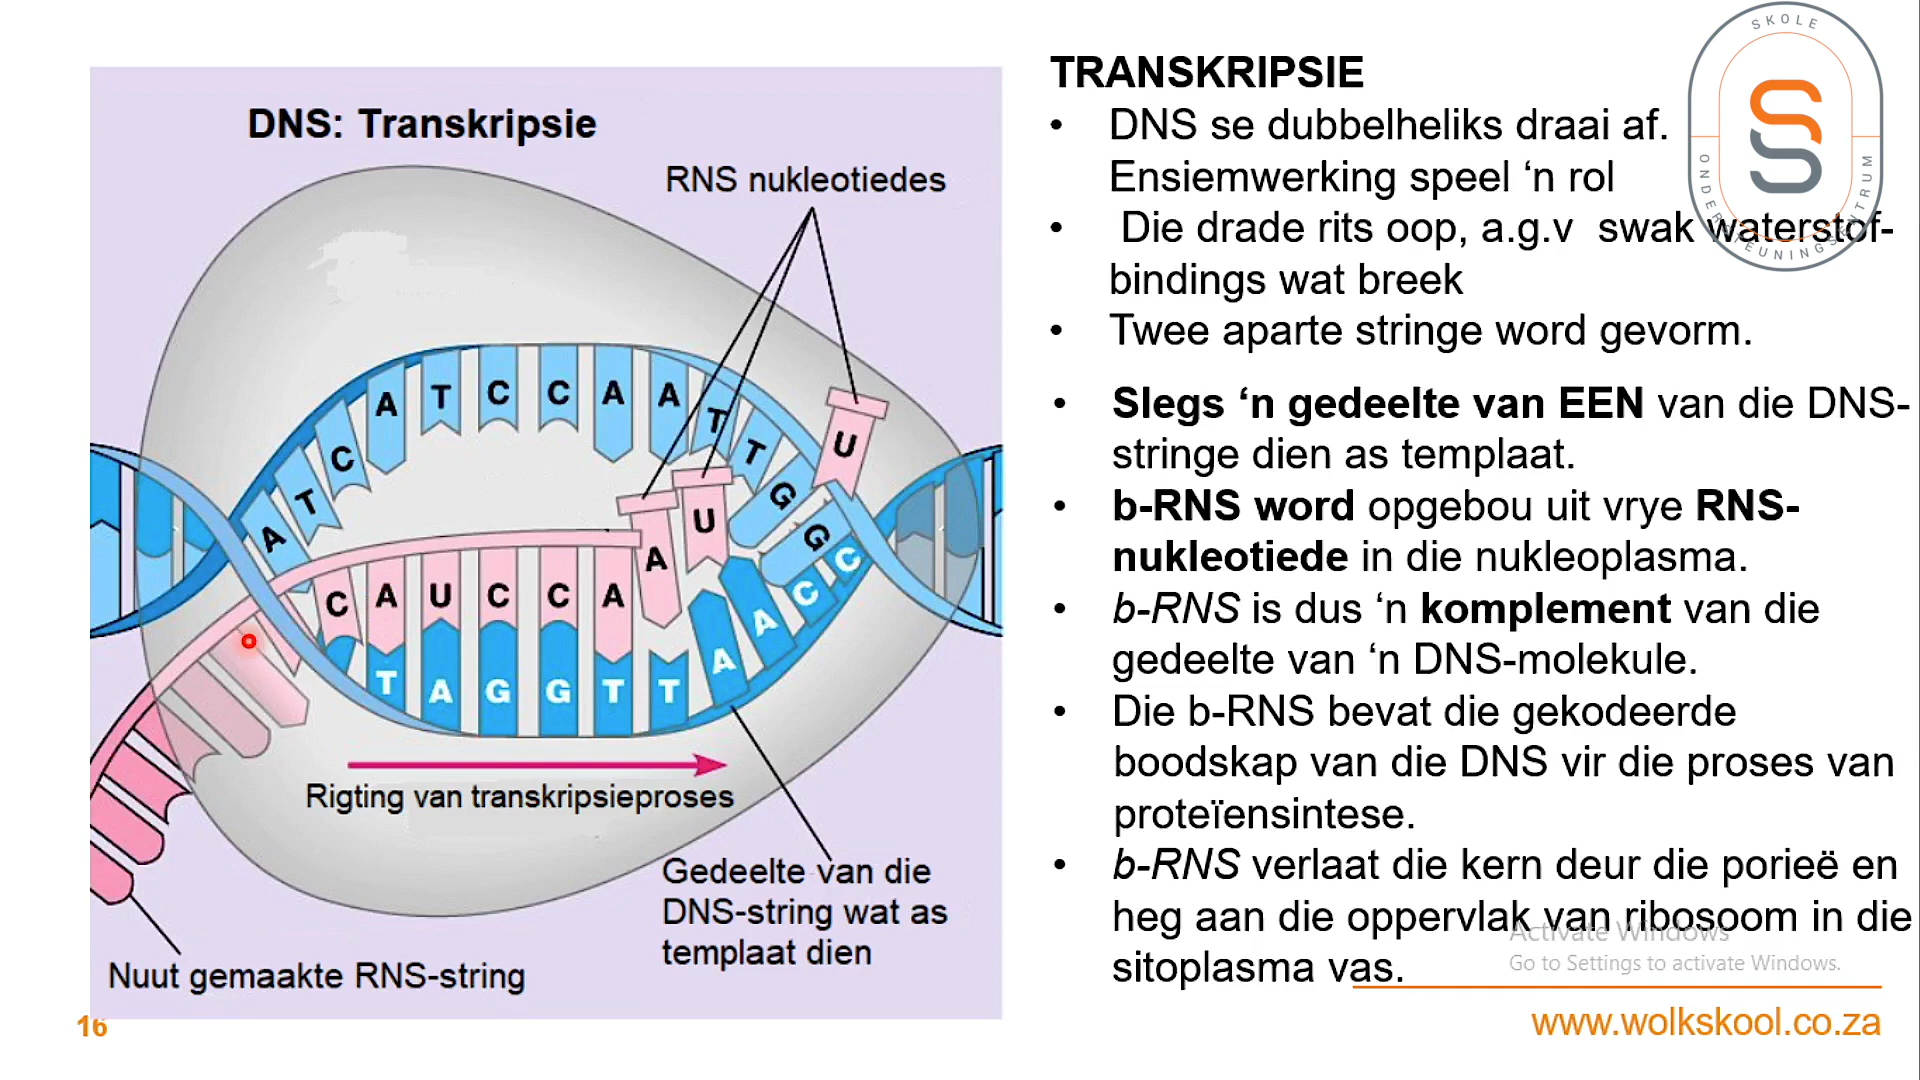 DNS: Transkripsie
RNS nukleotiedes
A T C A T C C A A T T G G
U
U
A
C A U C C A
T A G G T T A A C C
Rigting van transkripsieproses
Gedeelte van die
DNS-string wat as
templaat dien
Nuut gemaakte RNS-string
16
TRANSKRIPSIE
• DNS se dubbelheliks draai af.
Ensiemwerking speel ‘n rol
• Die drade rits oop, a.g.v swak waterstof-
bindings wat breek
• Twee aparte stringe word gevorm.
• Slegs ‘n gedeelte van EEN van die DNS-
stringe dien as templaat.
• b-RNS word opgebou uit vrye RNS-
nukleotiede in die nukleoplasma.
• b-RNS is dus ‘n komplement van die
gedeelte van ‘n DNS-molekule.
• Die b-RNS bevat die gekodeerde
boodskap van die DNS vir die proses van
proteïensintese.
• b-RNS verlaat die kern deur die porieë en
heg aan die oppervlak van ribosoom in die
sitoplasma vas.
SKOLE
ONDERSTEUNINGSENTRUM
Activate Windows
Go to Settings to activate Windows.
www.wolkskool.co.za